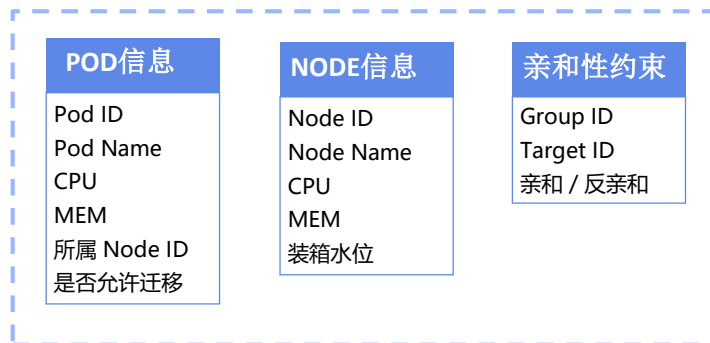 POD信息
Pod ID
Pod Name
CPU
MEM
所属 Node ID
是否允许迁移
NODE信息
Node ID
Node Name
CPU
MEM
装箱水位
亲和性约束
Group ID
Target ID
亲和 / 反亲和